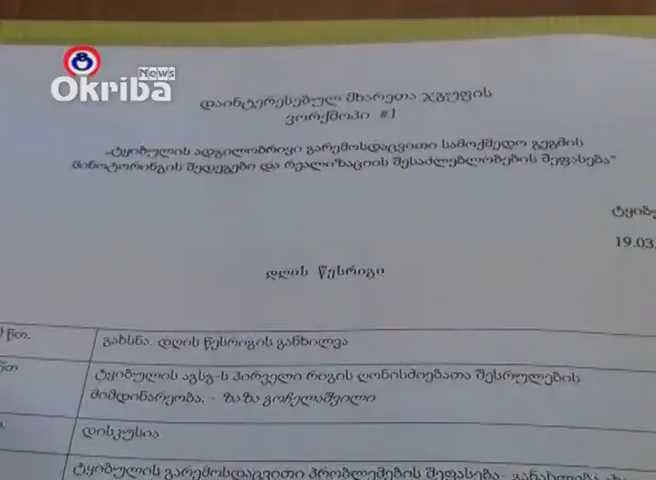 News
Okriba
დაინტერესებულ მხარეთა ჯგუფის
ვორქშოპი #1
„ტყიბულის ადგილობრივი გარემოსდაცვითი სამოქმედო გეგმის
მონიტორინგის შედეგები და რეალიზაციის შესაძლებლობების შეფასება“
19.03.
დღის წესრიგი
წთ.
გახსნა. დღის წესრიგის განხილვა
ტყიბულის აგსგ-ს პირველი რიგის ღონისძიებათა შესრულების
მიმდინარეობა. – ზაზა გოჩელაშვილი
დისკუსია
ტყიბულის გარემოსდაცვითი პრობლემების შეფასება-